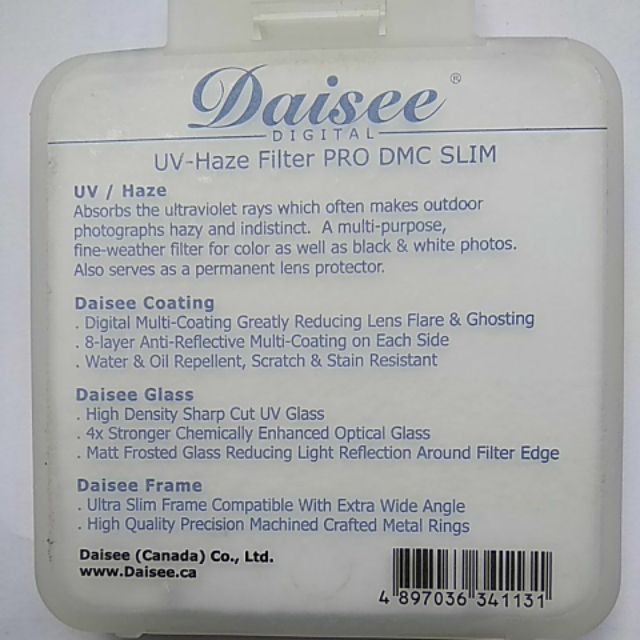 Daisee®
DIGITAL
UV-Haze Filter PRO DMC SLIM
UV / Haze
Absorbs the ultraviolet rays which often makes outdoor
photographs hazy and indistinct. A multi-purpose,
fine-weather filter for color as well as black & white photos.
Also serves as a permanent lens protector.
Daisee Coating
. Digital Multi-Coating Greatly Reducing Lens Flare & Ghosting
. 8-layer Anti-Reflective Multi-Coating on Each Side
. Water & Oil Repellent, Scratch & Stain Resistant
Daisee Glass
. High Density Sharp Cut UV Glass
. 4x Stronger Chemically Enhanced Optical Glass
. Matt Frosted Glass Reducing Light Reflection Around Filter Edge
Daisee Frame
. Ultra Slim Frame Compatible With Extra Wide Angle
. High Quality Precision Machined Crafted Metal Rings
Daisee (Canada) Co., Ltd.
www.Daisee.ca
4 897036 341131